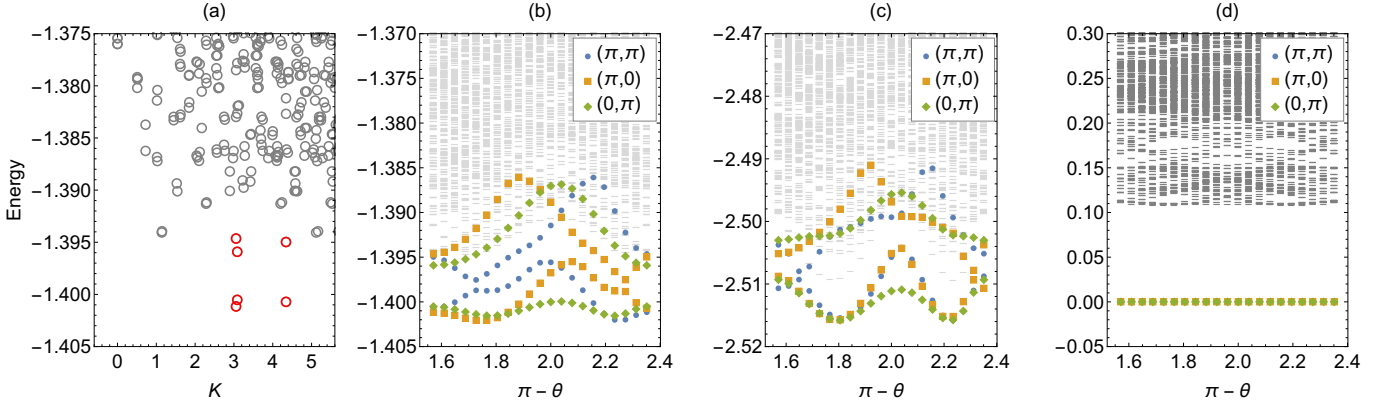 (a)
(b)
(c)
(d)
Energy
−1.375
−1.380
−1.385
−1.390
−1.395
−1.400
−1.405
0 1 2 3 4 5
K
−1.370
−1.375
−1.380
−1.385
−1.390
−1.395
−1.400
−1.405
(π,π)
(π,0)
(0,π)
1.6 1.8 2.0 2.2 2.4
π − θ
−2.47
−2.48
−2.49
−2.50
−2.51
−2.52
(π,π)
(π,0)
(0,π)
1.6 1.8 2.0 2.2 2.4
π − θ
0.30
0.25
0.20
0.15
0.10
0.05
0.00
−0.05
(π,π)
(π,0)
(0,π)
1.6 1.8 2.0 2.2 2.4
π − θ